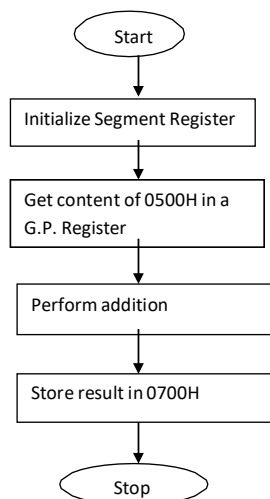 Start
Initialize Segment Register
Get content of 0500H in a
G.P. Register
Perform addition
Store result in 0700H
Stop